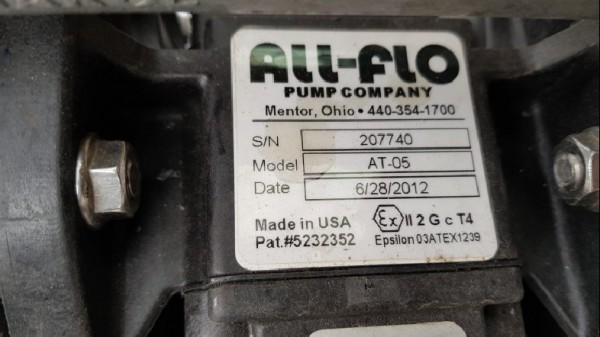 ALL-FLO
PUMP COMPANY
Mentor, Ohio • 440-354-1700
S/N 207740
Model AT-05
Date 6/28/2012
Made in USA Ex II 2 G c T4
Pat.#5232352 Epsilon 03ATEX1239